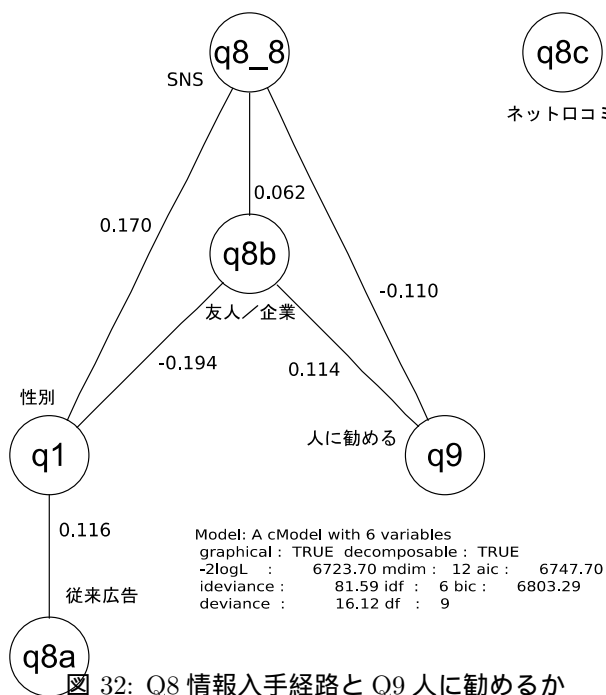 q8_8
q8c
SNS
ネット口コミ
0.170
0.062
q8b
-0.110
友人／企業
-0.194
0.114
性別
人に勧める
q1
q9
0.116
Model: A cModel with 6 variables
graphical : TRUE decomposable : TRUE
-2logL : 6723.70 mdim : 12 aic : 6747.70
ideviance : 81.59 idf : 6 bic : 6803.29
deviance : 16.12 df : 9
従来広告
q8a
図 32: Q8 情報入手経路と Q9 人に勧めるか